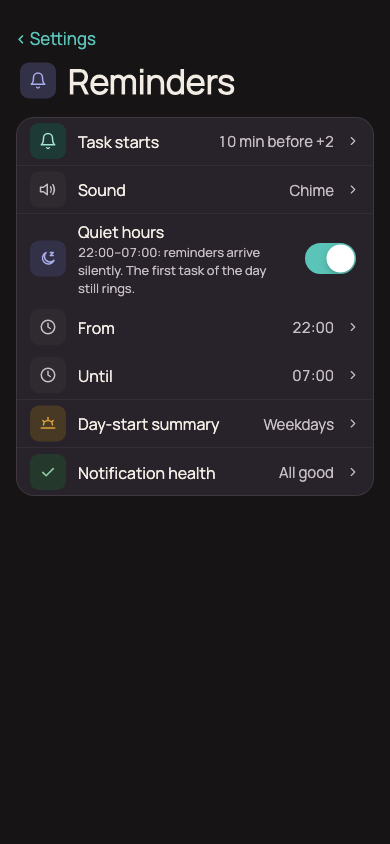 ‹ Settings
Reminders
Task starts 10 min before +2 ›
Sound Chime ›
Quiet hours
22:00–07:00: reminders arrive
silently. The first task of the day
still rings.
From 22:00 ›
Until 07:00 ›
Day-start summary Weekdays ›
Notification health All good ›